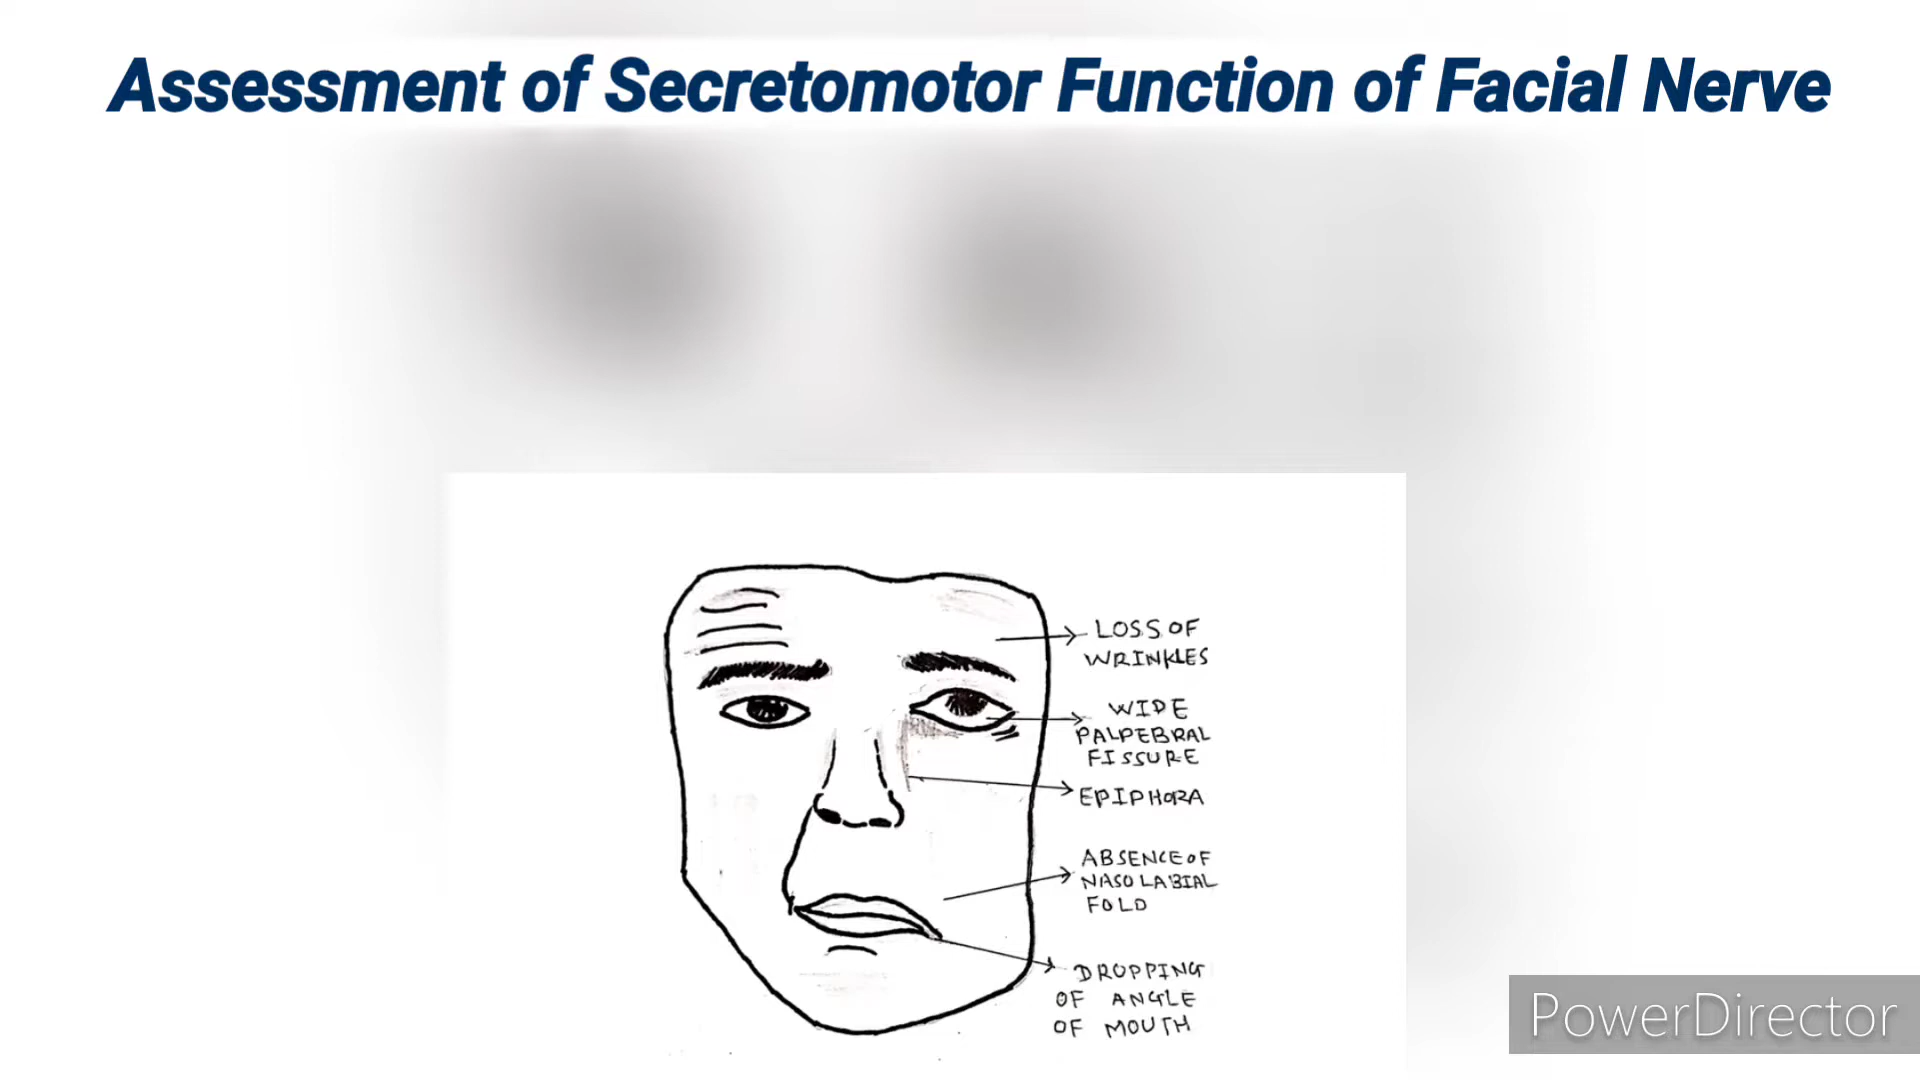 Assessment of Secretomotor Function of Facial Nerve
LOSS OF
WRINKLES
WIDE
PALPEBRAL
FISSURE
EPIPHORA
ABSENCE OF
NASO LABIAL
FOLD
DROPPING
OF ANGLE
OF MOUTH
PowerDirector